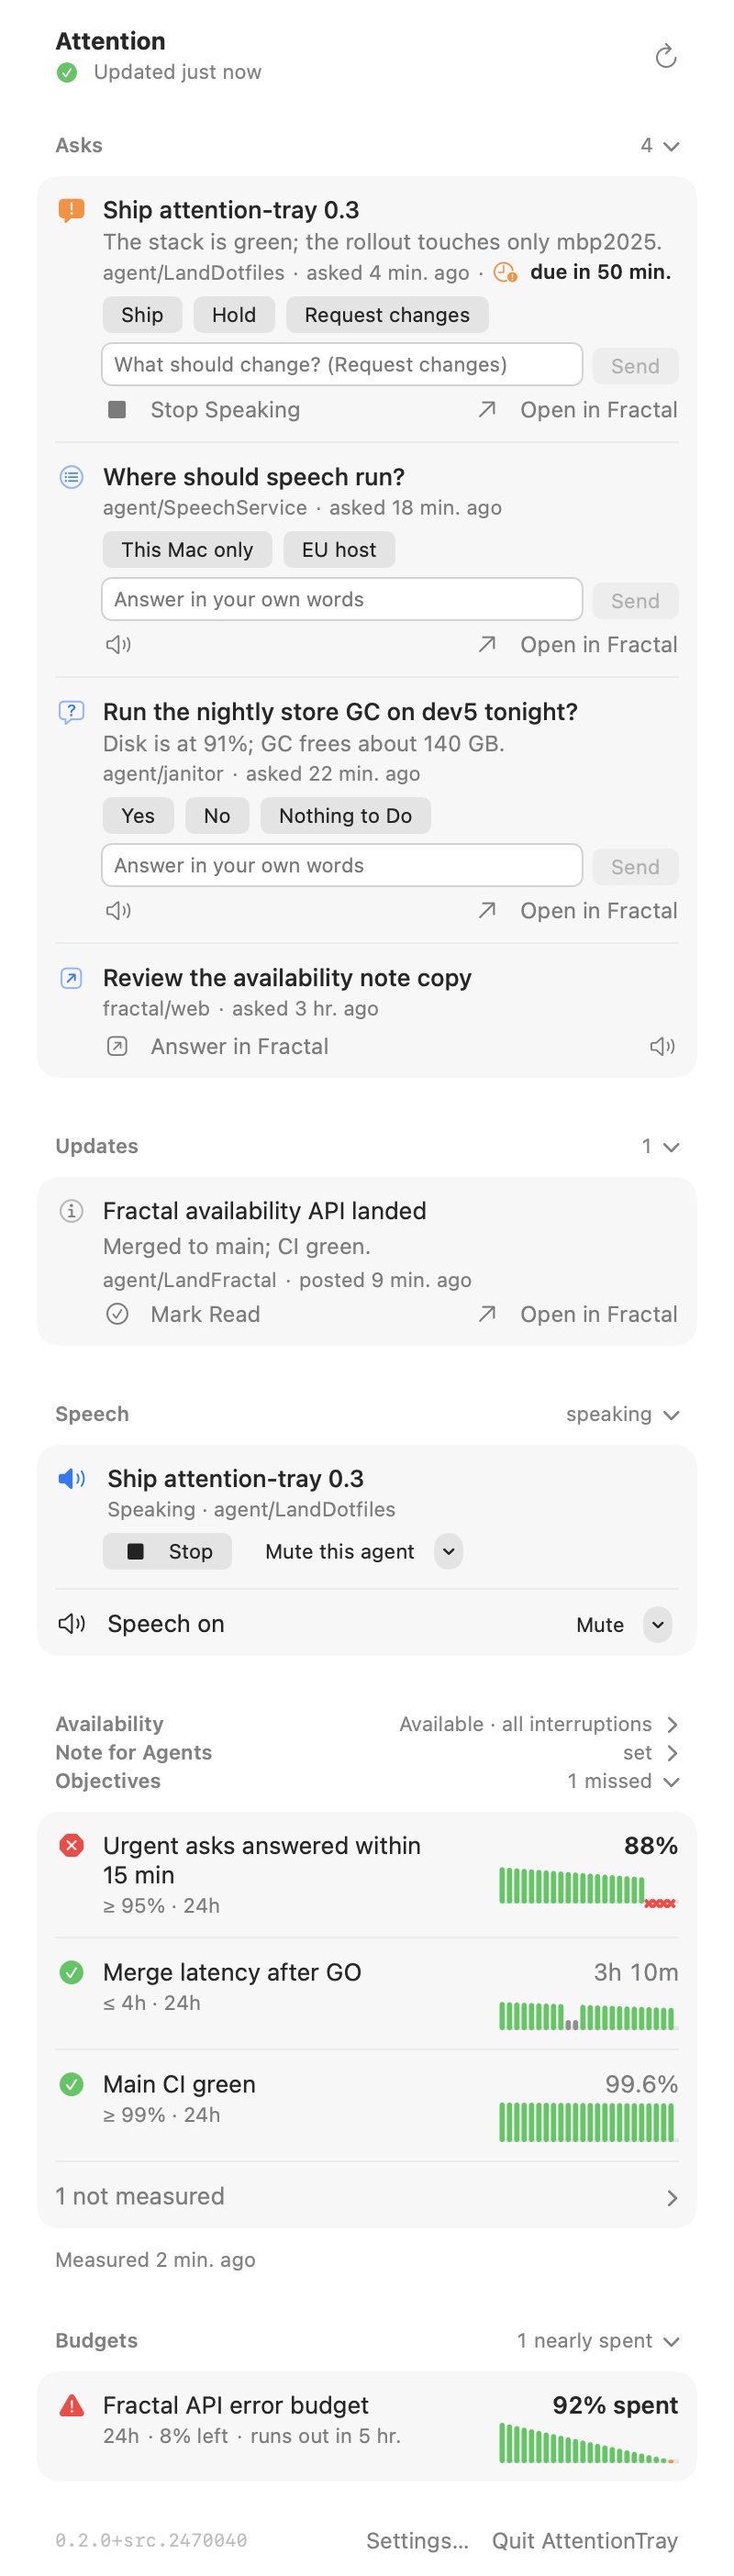 Attention
Updated just now
Asks 4
Ship attention-tray 0.3
The stack is green; the rollout touches only mbp2025.
agent/LandDotfiles · asked 4 min. ago · due in 50 min.
Ship Hold Request changes
What should change? (Request changes) Send
Stop Speaking Open in Fractal
Where should speech run?
agent/SpeechService · asked 18 min. ago
This Mac only EU host
Answer in your own words Send
Open in Fractal
Run the nightly store GC on dev5 tonight?
Disk is at 91%; GC frees about 140 GB.
agent/janitor · asked 22 min. ago
Yes No Nothing to Do
Answer in your own words Send
Open in Fractal
Review the availability note copy
fractal/web · asked 3 hr. ago
Answer in Fractal
Updates 1
Fractal availability API landed
Merged to main; CI green.
agent/LandFractal · posted 9 min. ago
Mark Read Open in Fractal
Speech speaking
Ship attention-tray 0.3
Speaking · agent/LandDotfiles
Stop Mute this agent
Speech on Mute
Availability Available · all interruptions
Note for Agents set
Objectives 1 missed
Urgent asks answered within 88%
15 min
≥ 95% · 24h
Merge latency after GO 3h 10m
≤ 4h · 24h
Main CI green 99.6%
≥ 99% · 24h
1 not measured
Measured 2 min. ago
Budgets 1 nearly spent
Fractal API error budget 92% spent
24h · 8% left · runs out in 5 hr.
0.2.0+src.2470040 Settings... Quit AttentionTray